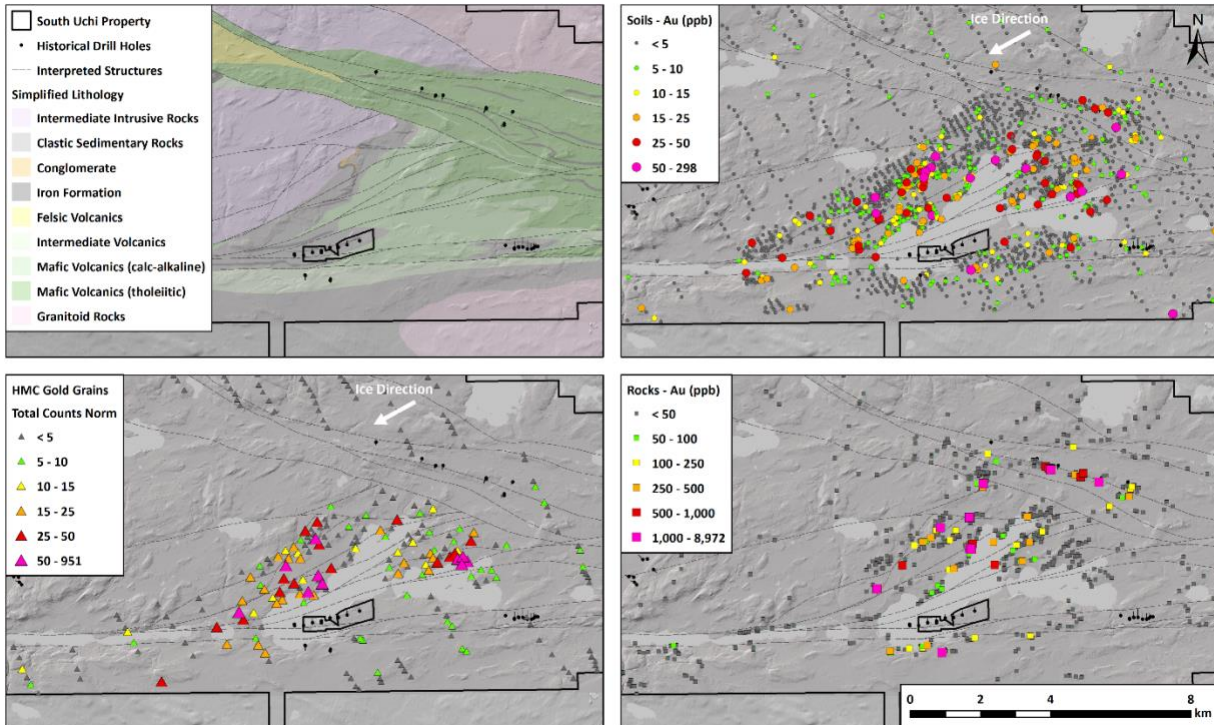 South Uchi Property
Historical Drill Holes
Interpreted Structures
Simplified Lithology
Intermediate Intrusive Rocks
Clastic Sedimentary Rocks
Conglomerate
Iron Formation
Felsic Volcanics
Intermediate Volcanics
Mafic Volcanics (calc-alkaline)
Mafic Volcanics (tholeiitic)
Granitoid Rocks
Soils - Au (ppb)
< 5
5 - 10
10 - 15
15 - 25
25 - 50
50 - 298
Ice Direction
N
HMC Gold Grains
Total Counts Norm
< 5
5 - 10
10 - 15
15 - 25
25 - 50
50 - 951
Ice Direction
Rocks - Au (ppb)
< 50
50 - 100
100 - 250
250 - 500
500 - 1,000
1,000 - 8,972
0 2 4 8
km